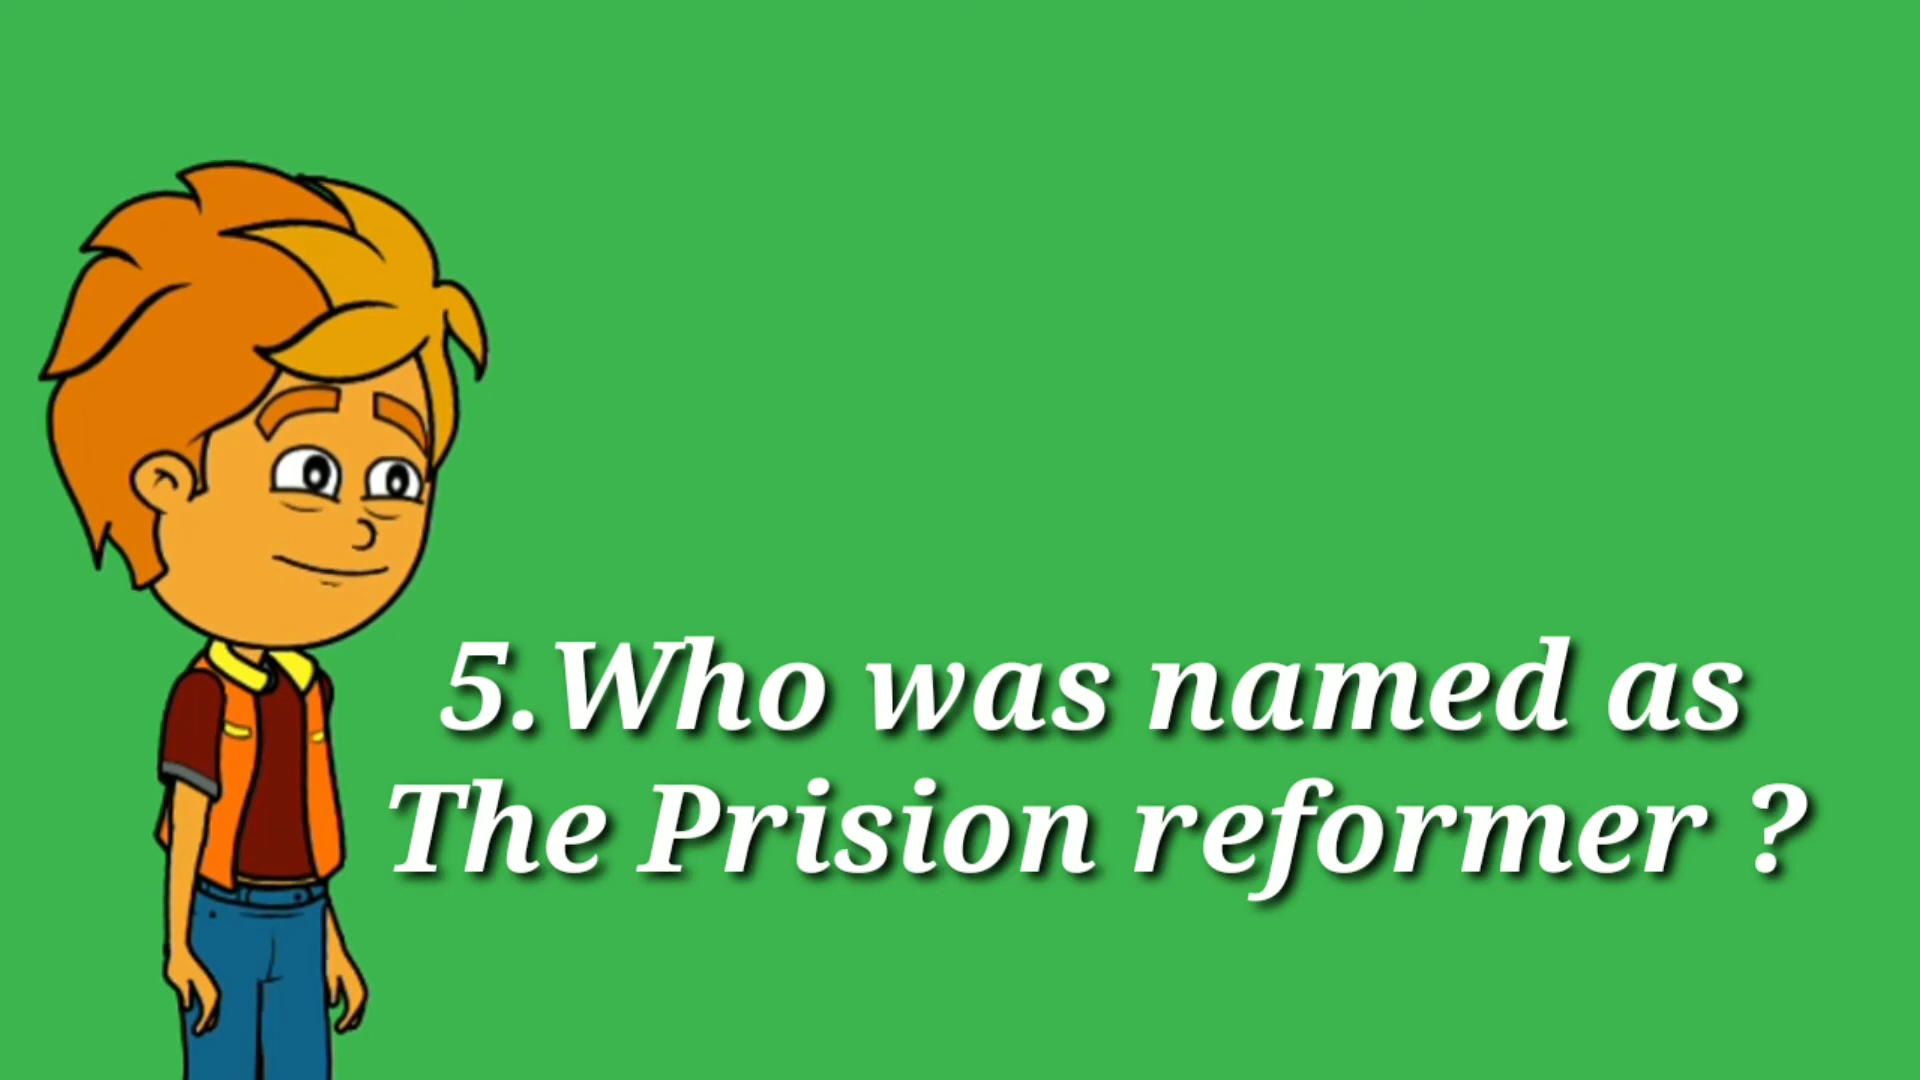 5.Who was named as
The Prision reformer ?